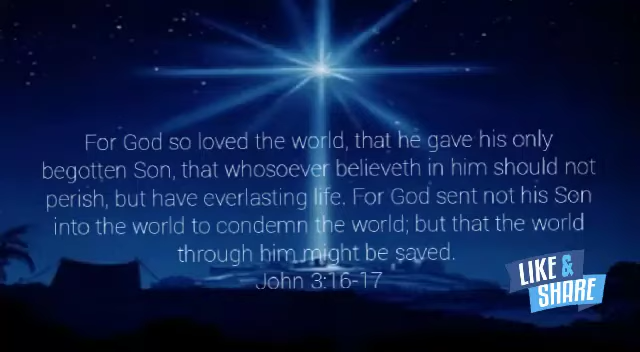 For God so loved the world, that he gave his only
begotten Son, that whosoever believeth in him should not
perish, but have everlasting life. For God sent not his Son
into the world to condemn the world; but that the world
through him might be saved.
John 3:16-17
LIKE &
SHARE